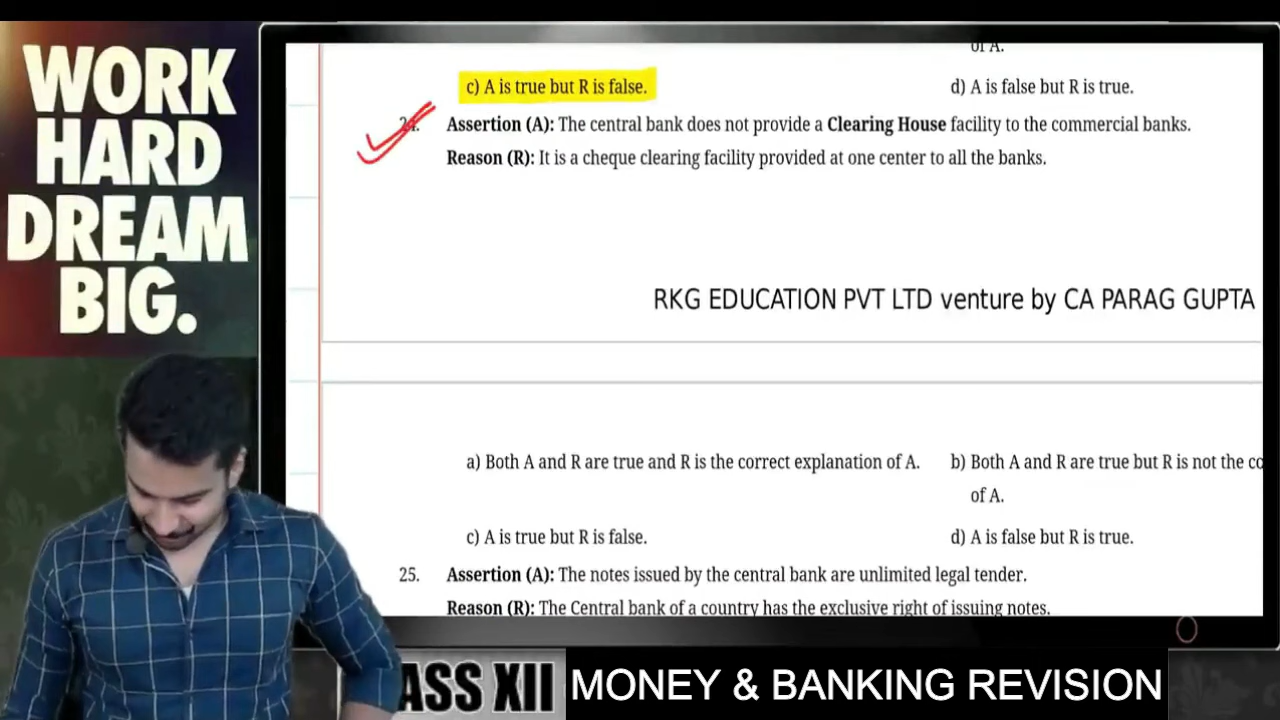 WORK
HARD
DREAM
BIG.
of A.
c) A is true but R is false.
d) A is false but R is true.
24. Assertion (A): The central bank does not provide a Clearing House facility to the commercial banks.
Reason (R): It is a cheque clearing facility provided at one center to all the banks.
RKG EDUCATION PVT LTD venture by CA PARAG GUPTA
a) Both A and R are true and R is the correct explanation of A.
b) Both A and R are true but R is not the co
of A.
c) A is true but R is false.
d) A is false but R is true.
25. Assertion (A): The notes issued by the central bank are unlimited legal tender.
Reason (R): The Central bank of a country has the exclusive right of issuing notes.
ASS XII
MONEY & BANKING REVISION